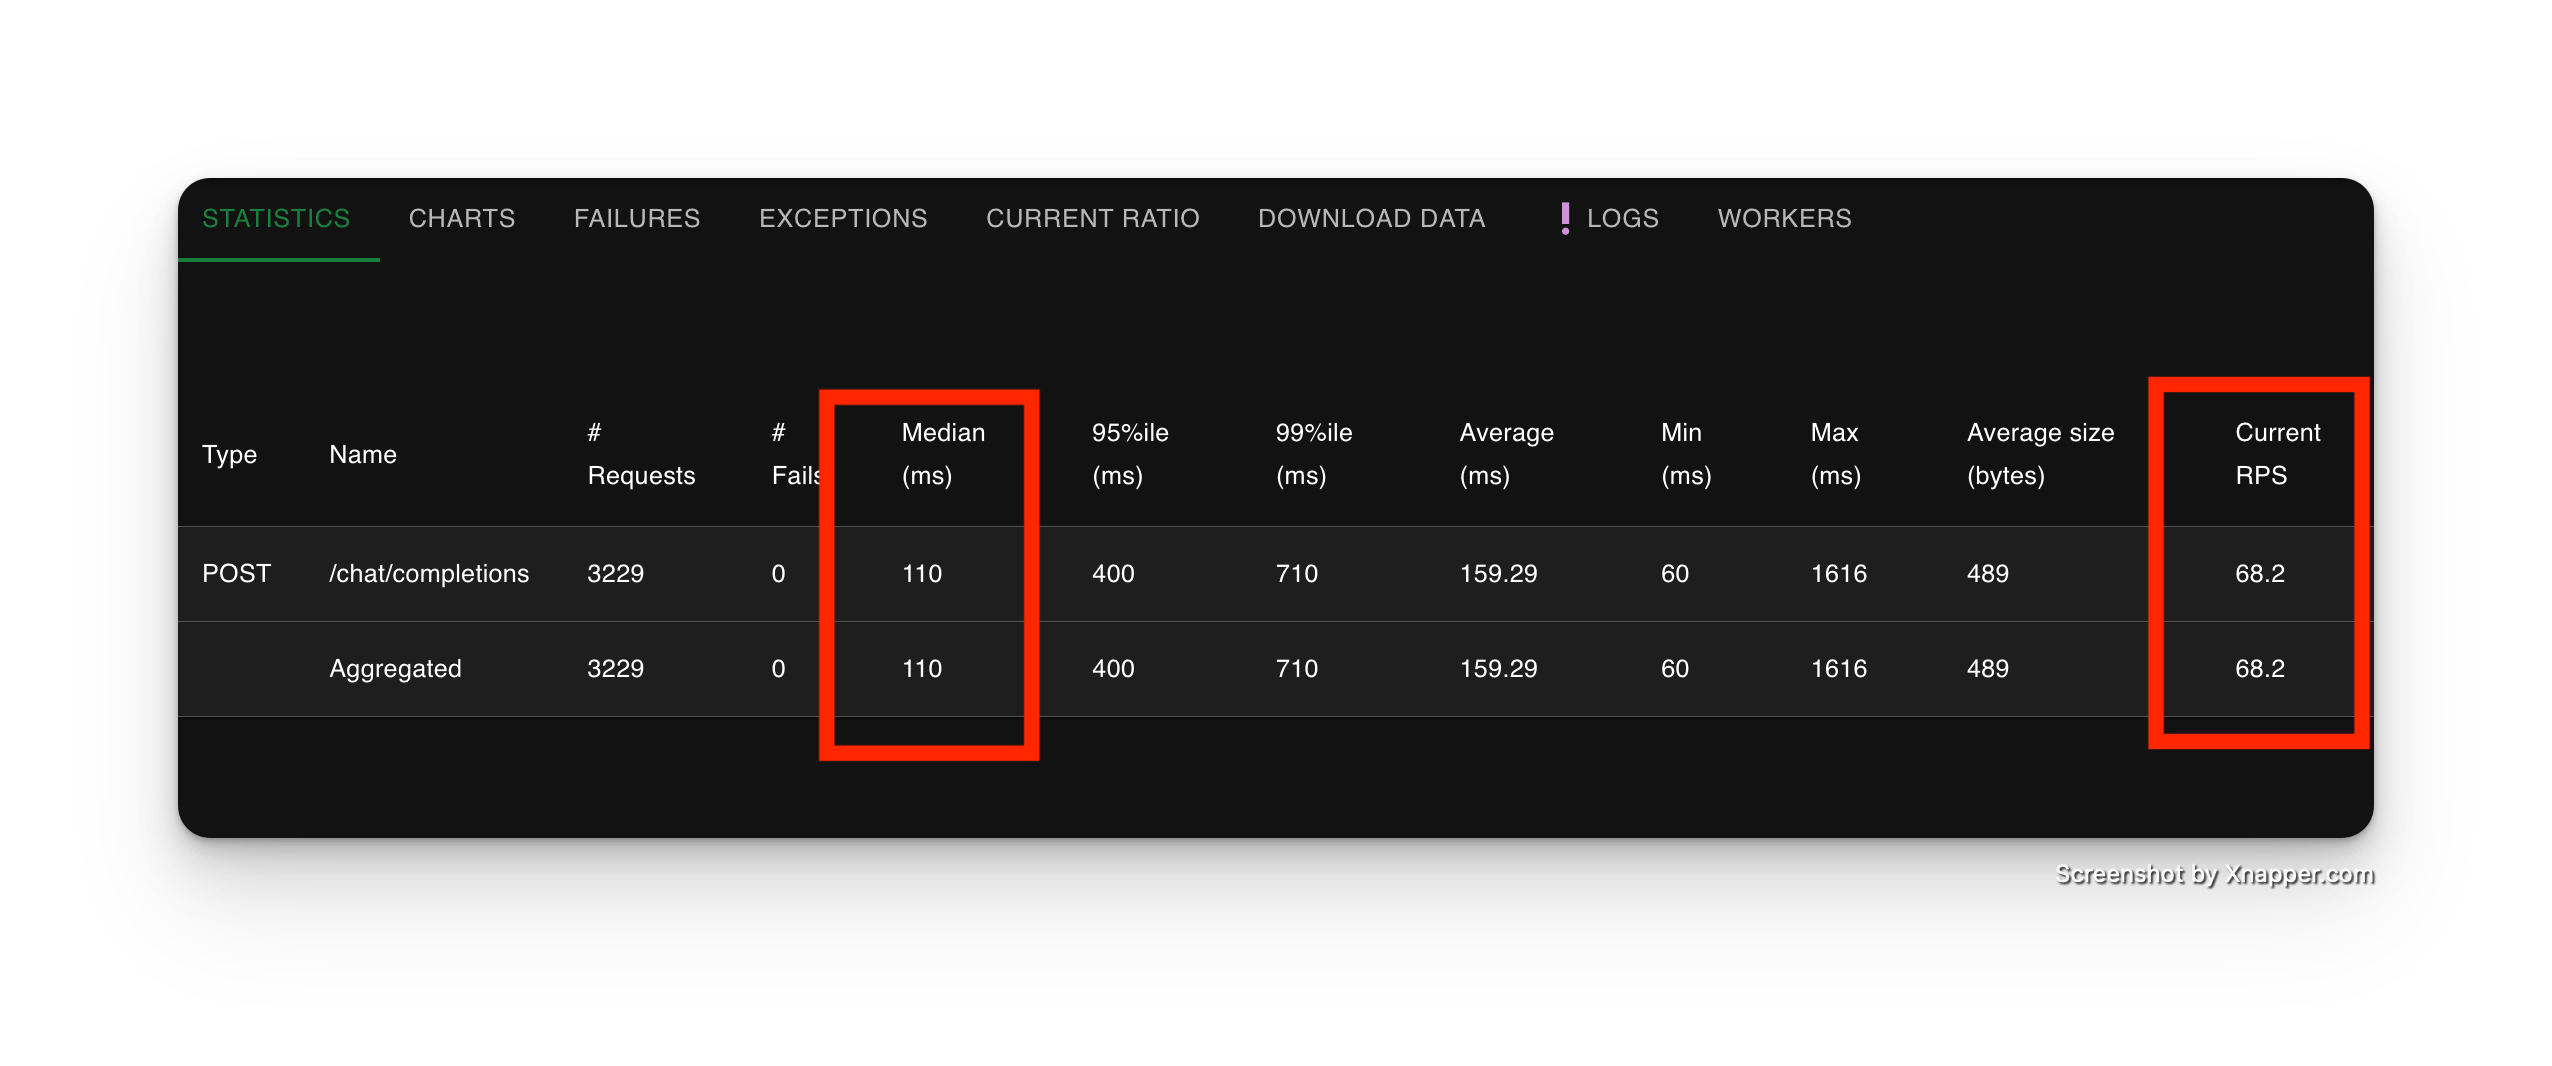 STATISTICS CHARTS FAILURES EXCEPTIONS CURRENT RATIO DOWNLOAD DATA ! LOGS WORKERS
Type Name # Requests # Fails Median (ms) 95%ile (ms) 99%ile (ms) Average (ms) Min (ms) Max (ms) Average size (bytes) Current RPS
POST /chat/completions 3229 0 110 400 710 159.29 60 1616 489 68.2
Aggregated 3229 0 110 400 710 159.29 60 1616 489 68.2
Screenshot by Xnapper.com